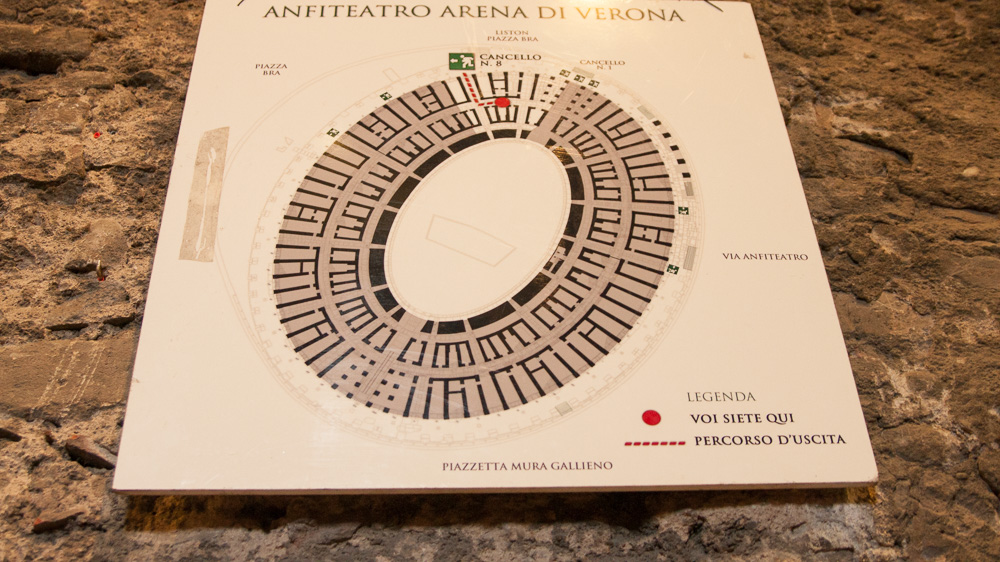 ANFITEATRO ARENA DI VERONA
LISTON
PIAZZA BRA
PIAZZA
BRA
CANCELLO
N. 8
CANCELLO
N. 1
VIA ANFITEATRO
LEGENDA
VOI SIETE QUI
PERCORSO D'USCITA
PIAZZETTA MURA GALLIENO